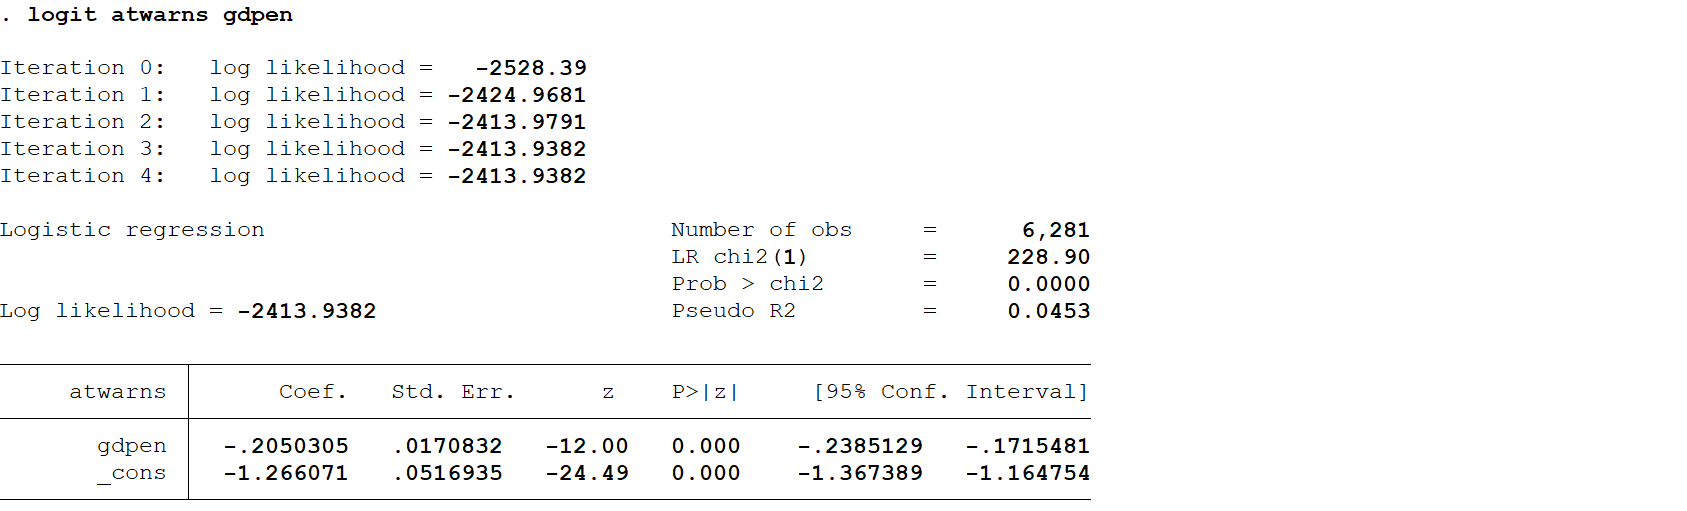 . logit atwarns gdpen
Iteration 0:   log likelihood =   -2528.39
Iteration 1:   log likelihood = -2424.9681
Iteration 2:   log likelihood = -2413.9791
Iteration 3:   log likelihood = -2413.9382
Iteration 4:   log likelihood = -2413.9382
Logistic regression                             Number of obs     =      6,281
                                                LR chi2(1)        =     228.90
                                                Prob > chi2       =     0.0000
Log likelihood = -2413.9382                     Pseudo R2         =     0.0453
     atwarns |      Coef.   Std. Err.      z    P>|z|     [95% Conf. Interval]
       gdpen |  -.2050305   .0170832   -12.00   0.000    -.2385129   -.1715481
       _cons |  -1.266071   .0516935   -24.49   0.000    -1.367389   -1.164754